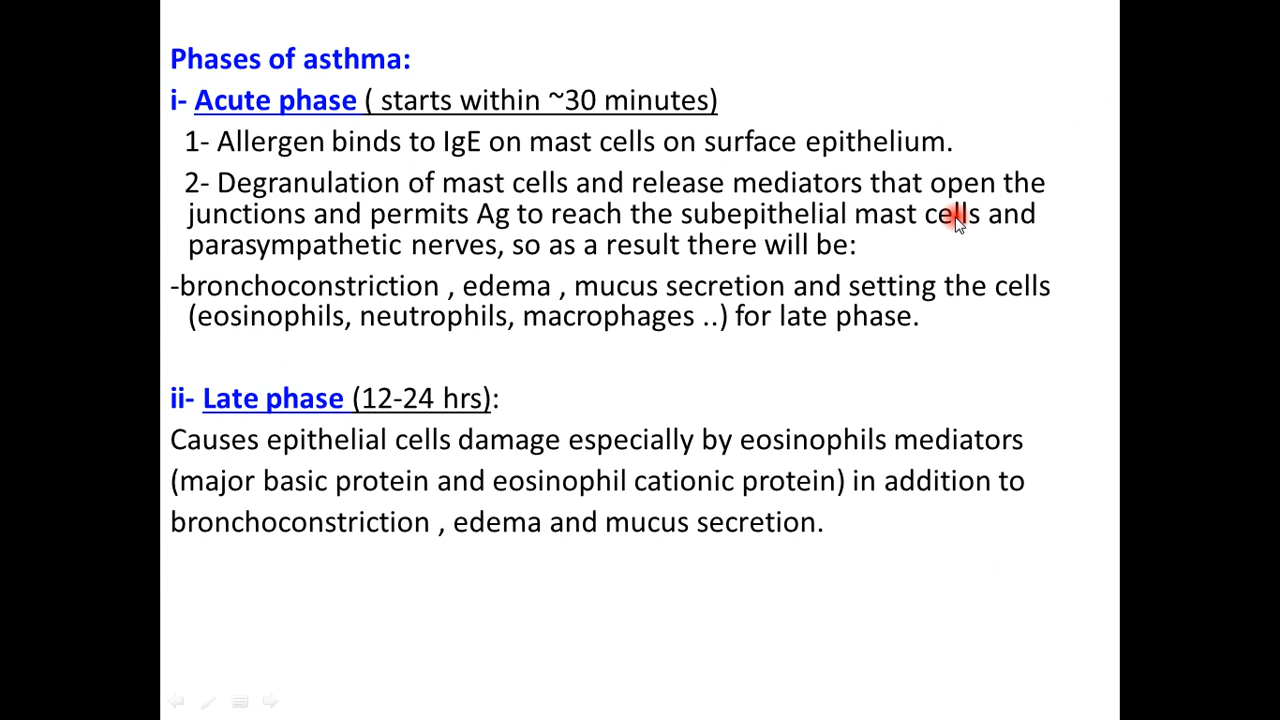 Phases of asthma:
i- Acute phase ( starts within ~30 minutes)
1- Allergen binds to IgE on mast cells on surface epithelium.
2- Degranulation of mast cells and release mediators that open the
junctions and permits Ag to reach the subepithelial mast cells and
parasympathetic nerves, so as a result there will be:
-bronchoconstriction , edema , mucus secretion and setting the cells
(eosinophils, neutrophils, macrophages ..) for late phase.
ii- Late phase (12-24 hrs):
Causes epithelial cells damage especially by eosinophils mediators
(major basic protein and eosinophil cationic protein) in addition to
bronchoconstriction , edema and mucus secretion.